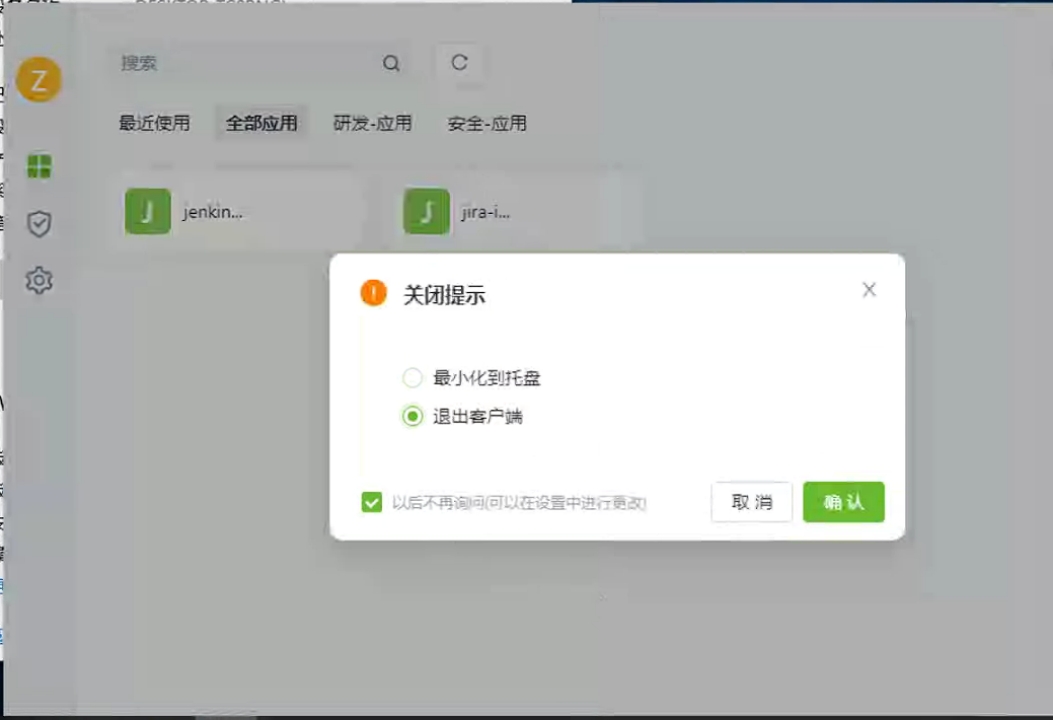 Z
搜索
最近使用 全部应用 研发-应用 安全-应用
J jenkin... J jira-i...
关闭提示
最小化到托盘
退出客户端
以后不再询问(可以在设置中进行更改) 取消 确认